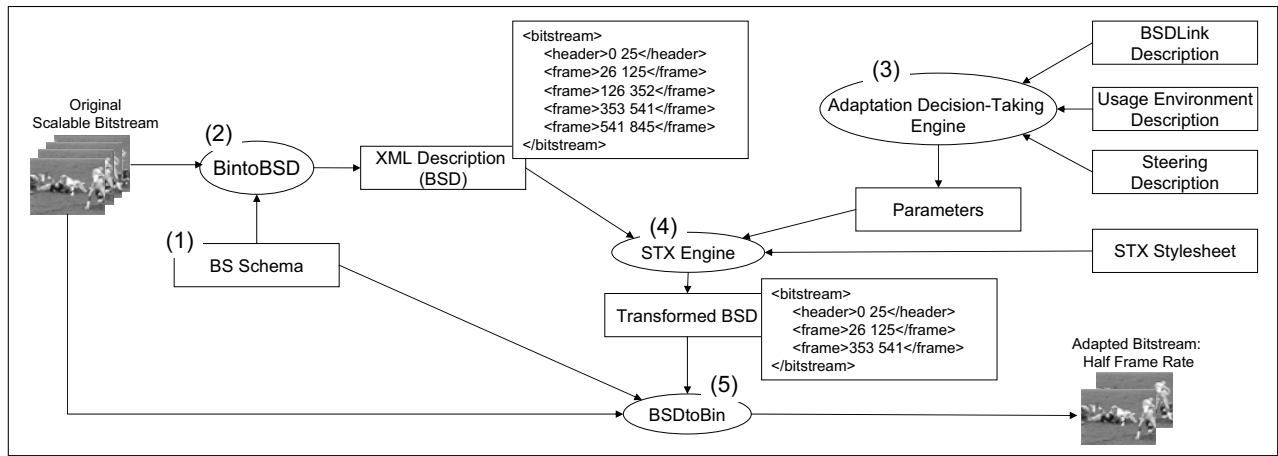 Original
Scalable Bitstream
(2)
BintoBSD
XML Description
(BSD)
<bitstream>
<header>0 25</header>
<frame>26 125</frame>
<frame>126 352</frame>
<frame>353 541</frame>
<frame>541 845</frame>
</bitstream>
(3)
Adaptation Decision-Taking
Engine
BSDLink
Description
Usage Environment
Description
Steering
Description
Parameters
(1)
BS Schema
(4)
STX Engine
STX Stylesheet
Transformed BSD
<bitstream>
<header>0 25</header>
<frame>26 125</frame>
<frame>353 541</frame>
</bitstream>
(5)
BSDtoBin
Adapted Bitstream:
Half Frame Rate